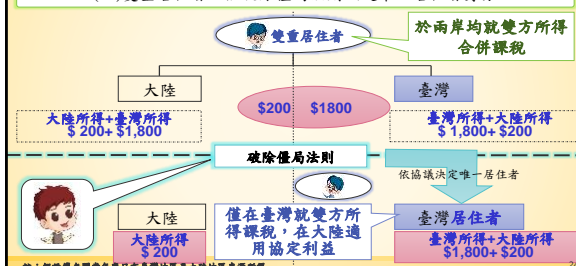 雙重居住者
於兩岸均就雙方所得
合併課稅
大陸
臺灣
$200 $1800
大陸所得+臺灣所得
$ 200+ $1,800
臺灣所得+大陸所得
$ 1,800+ $200
破除僵局法則
依協議決定唯一居住者
大陸
僅在臺灣就雙方所
得課稅，在大陸適
用協定利益
臺灣居住者
大陸所得
$ 200
臺灣所得+大陸所得
$1,800+ $200